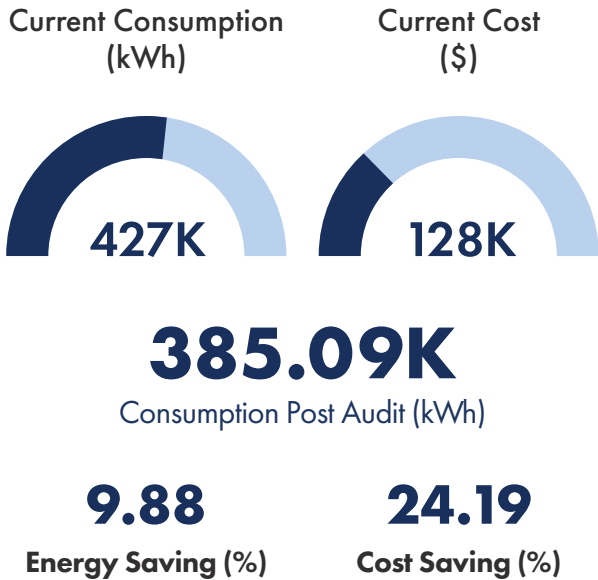 Current Consumption
(kWh)
Current Cost
($)
427K
128K
385.09K
Consumption Post Audit (kWh)
9.88
Energy Saving (%)
24.19
Cost Saving (%)